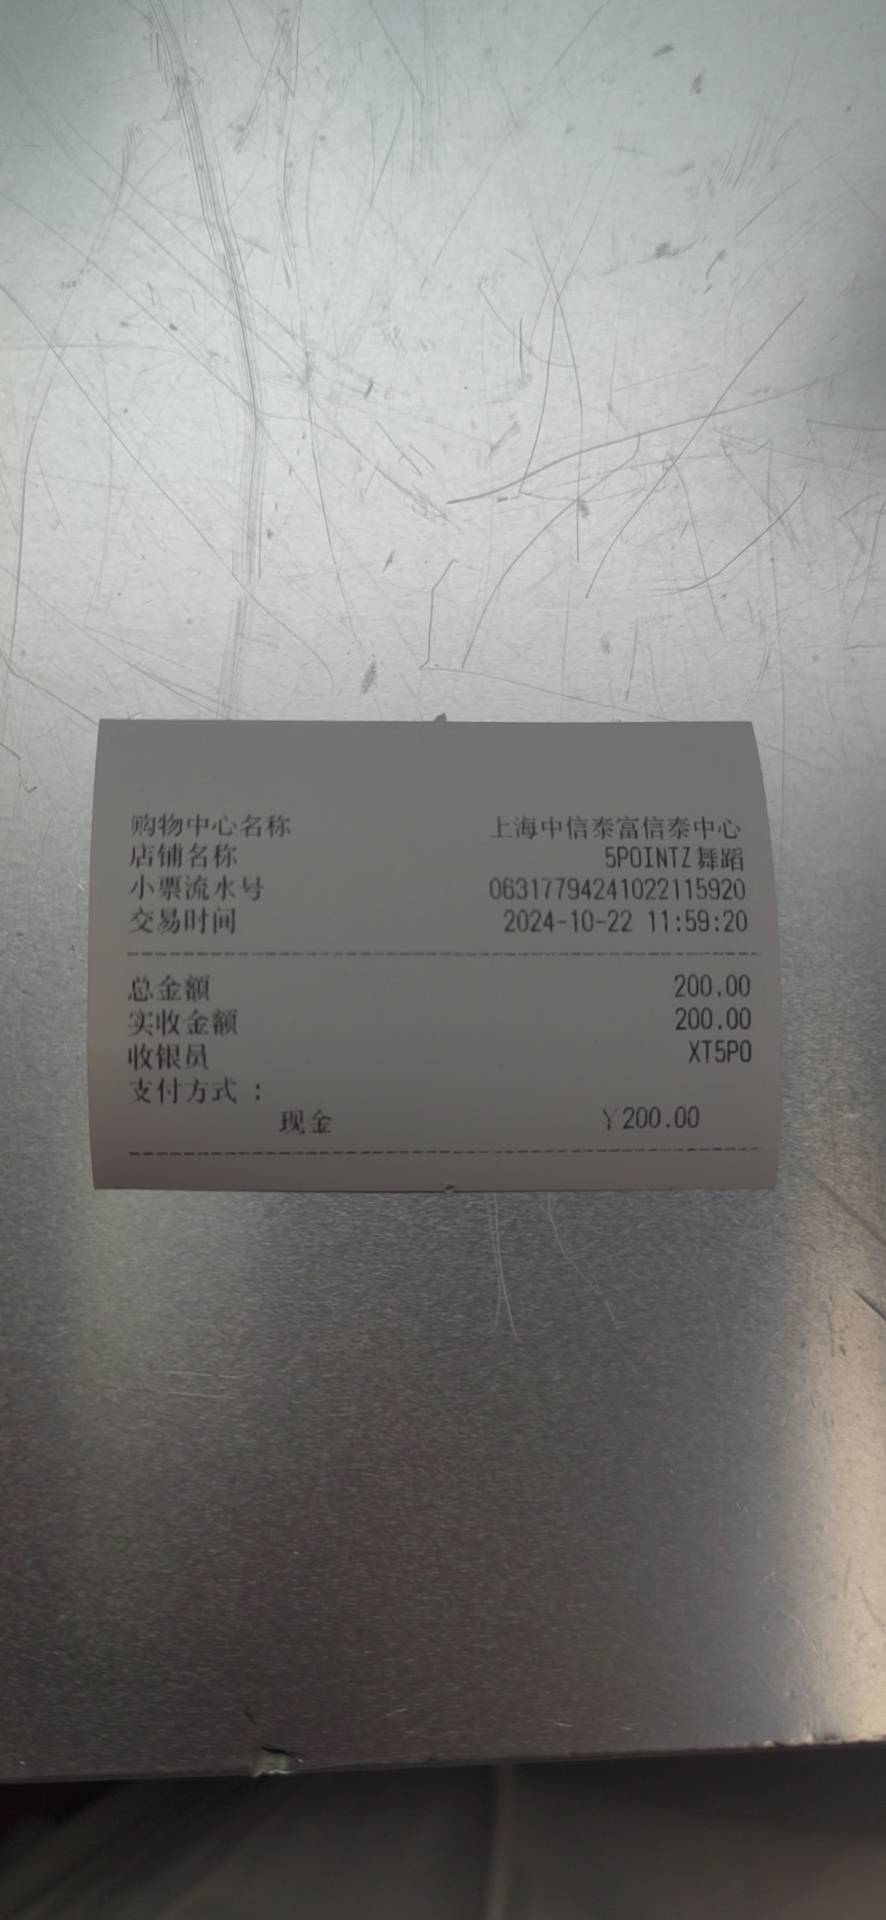 购物中心名称 上海中信泰富信泰中心
店铺名称 5POINTZ舞蹈
小票流水号 06317794241022115920
交易时间 2024-10-22 11:59:20
总金额 200.00
实收金额 200.00
收银员 XT5PO
支付方式：
现金 ¥200.00